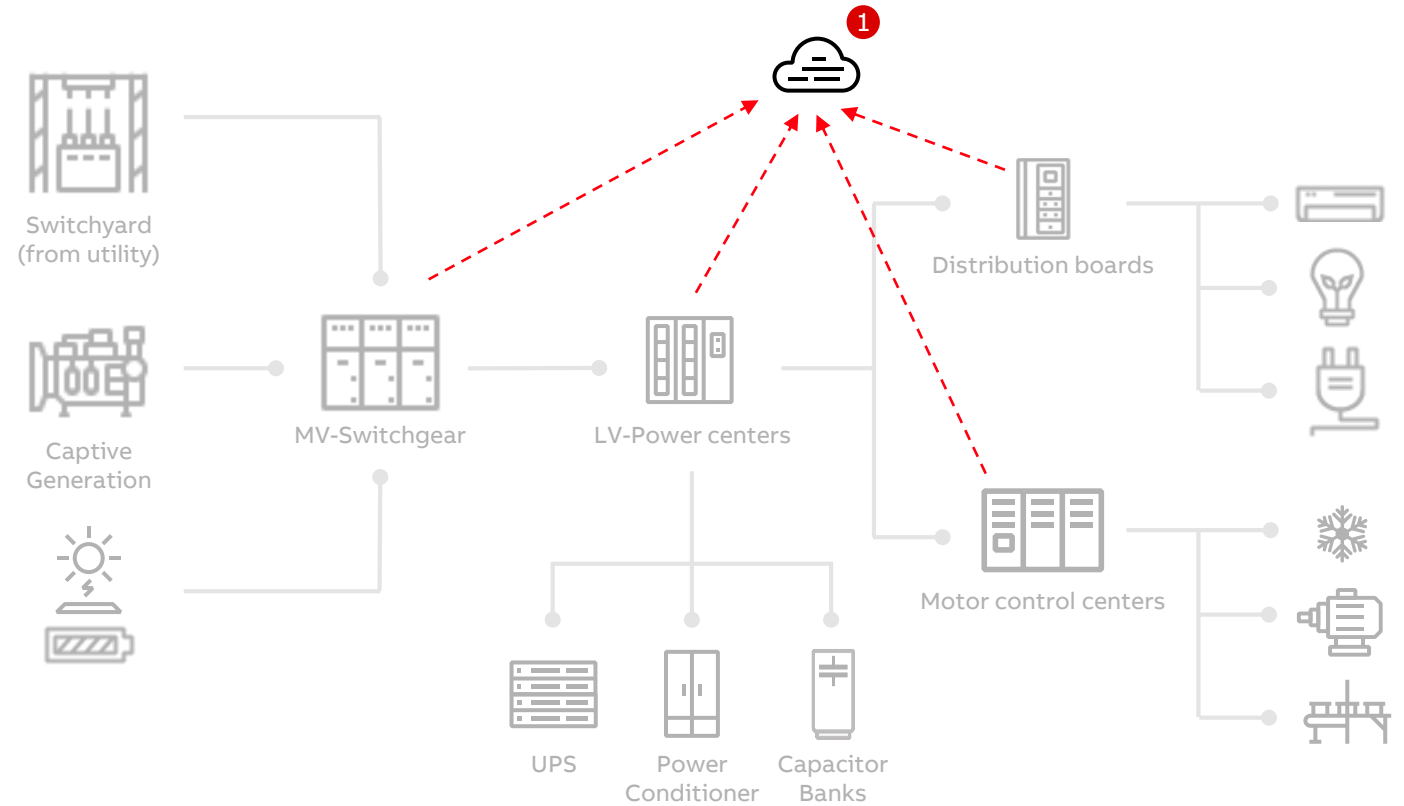 1
Switchyard
(from utility)
Distribution boards
MV-Switchgear
LV-Power centers
Captive
Generation
Motor control centers
UPS
Power
Conditioner
Capacitor
Banks